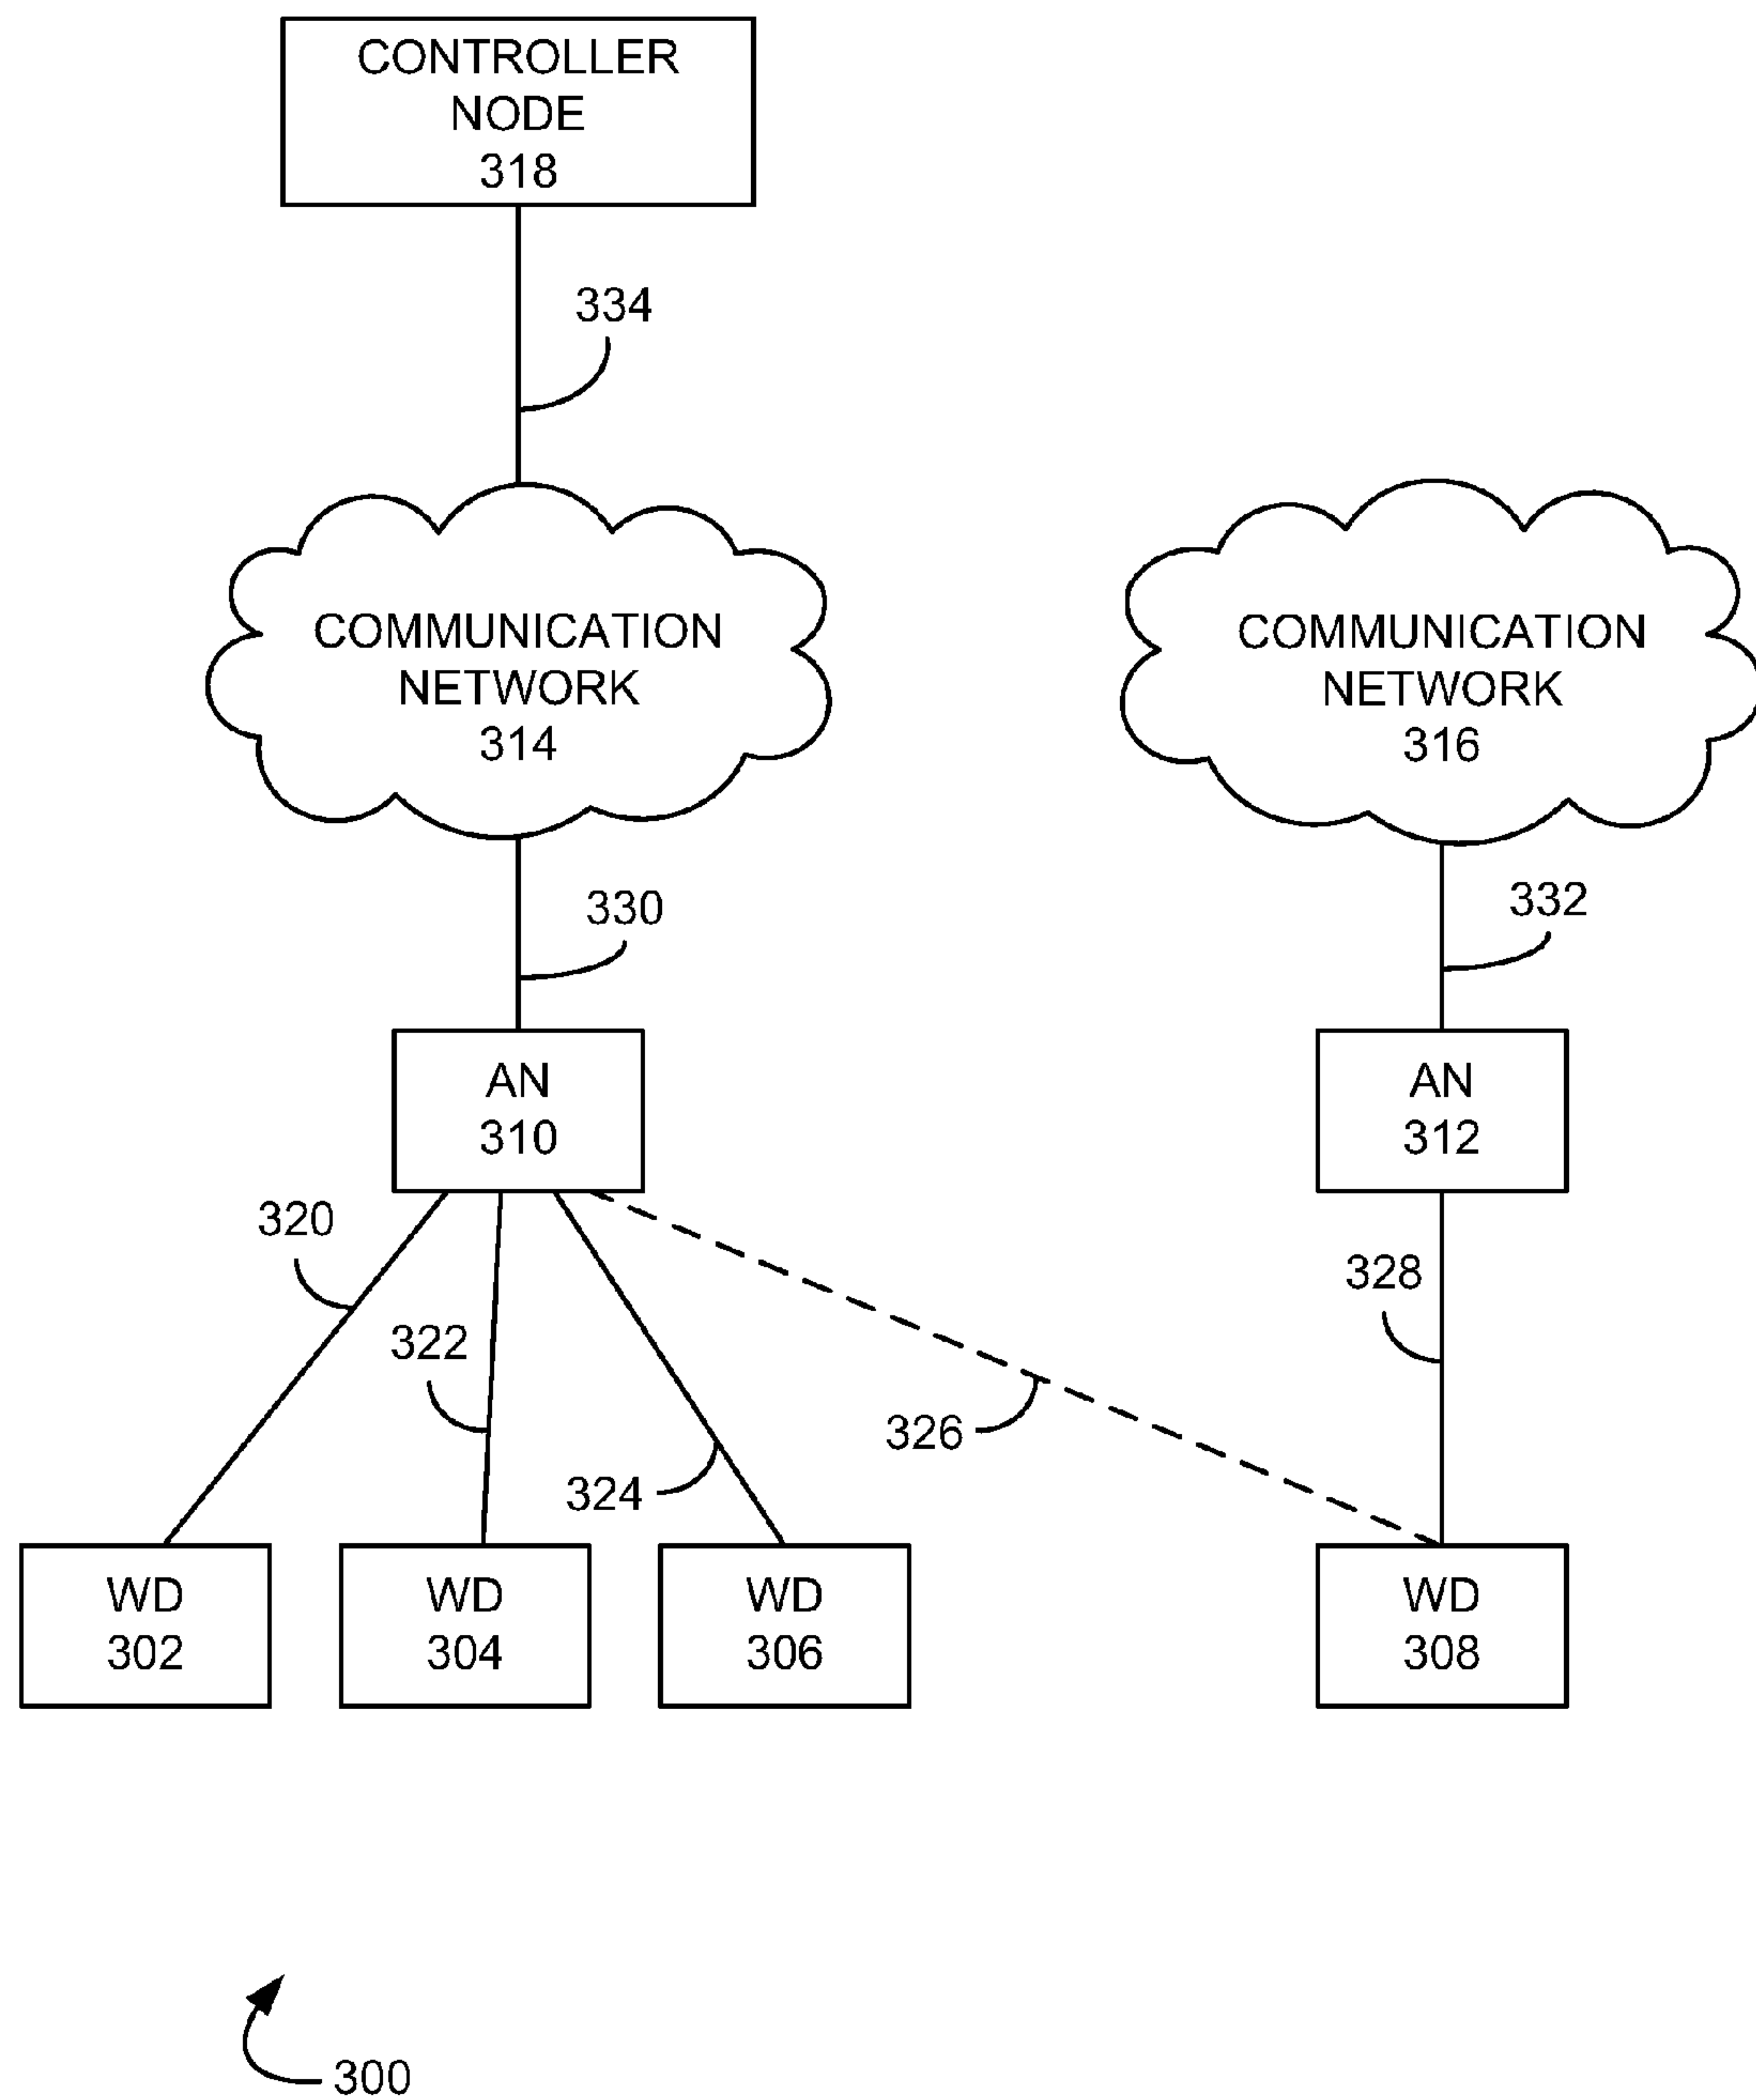 CONTROLLER
NODE
318
334
COMMUNICATION
NETWORK
314
COMMUNICATION
NETWORK
316
330
332
AN
310
AN
312
320
322
324
326
328
WD
302
WD
304
WD
306
WD
308
300